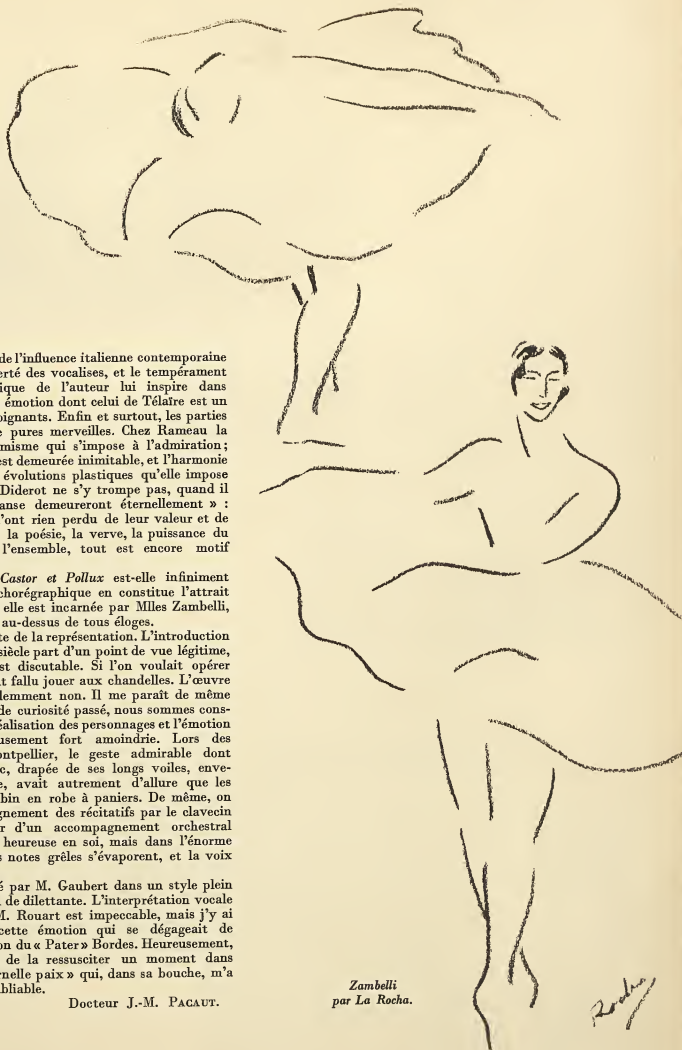 de l'influence italienne contemporaine
erté des vocalises, et le tempérament
ique de l'auteur lui inspire dans
émotion dont celui de Télaïre est un
oignants. Enfin et surtout, les parties
e pures merveilles. Chez Rameau la
misme qui s'impose à l'admiration;
est demeurée inimitable, et l'harmonie
évolutions plastiques qu'elle impose
Diderot ne s'y trompe pas, quand il
anse demeureront éternellement » :
'ont rien perdu de leur valeur et de
la poésie, la verve, la puissance du
l'ensemble, tout est encore motif
Castor et Pollux est-elle infiniment
chorégraphique en constitue l'attrait
elle est incarnée par Mlles Zambelli,
au-dessus de tous éloges.
te de la représentation. L'introduction
siècle part d'un point de vue légitime,
st discutable. Si l'on voulait opérer
t fallu jouer aux chandelles. L'œuvre
lemment non. Il me paraît de même
de curiosité passé, nous sommes cons-
éalisation des personnages et l'émotion
usement fort amoindrie. Lors des
ontpellier, le geste admirable dont
c, drapée de ses longs voiles, enve-
e, avait autrement d'allure que les
bin en robe à paniers. De même, on
gnement des récitatifs par le clavecin
r d'un accompagnement orchestral
heureuse en soi, mais dans l'énorme
s notes grêles s'évaporent, et la voix
é par M. Gaubert dans un style plein
de dilettante. L'interprétation vocale
M. Rouart est impeccable, mais j'y ai
cette émotion qui se dégageait de
on du « Pater » Bordes. Heureusement,
de la ressusciter un moment dans
rnelle paix » qui, dans sa bouche, m'a
ubliable.
Docteur J.-M. PACAUT.
Zambelli
par La Rocha.